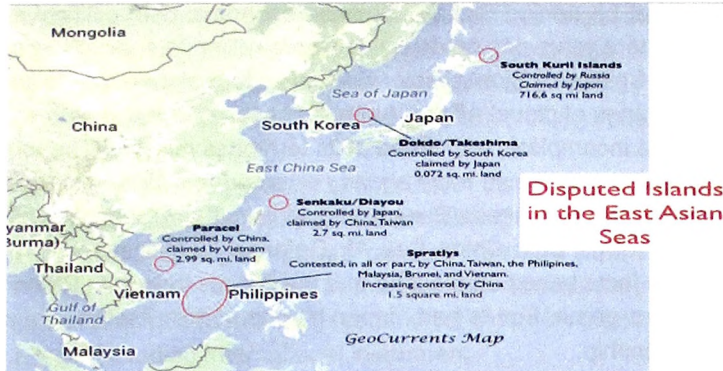 Mongolia
South Kuril Islands
Controlled by Russia
Claimed by Japan
716.6 sq mi land
Sea of Japan
China
South Korea
Japan
Dokdo/Takeshima
Controlled by South Korea
claimed by Japan
0.072 sq. mi. land
East China Sea
Senkaku/Diayou
Controlled by Japan,
claimed by China, Taiwan
2.7 sq. mi. land
Disputed Islands
in the East Asian
Seas
yanmar
Burma)
Paracel
Controlled by China,
claimed by Vietnam
2.99 sq. mi. land
Spratlys
Contested, in all or part, by China, Taiwan, the Philipines,
Malaysia, Brunei, and Vietnam.
Increasing control by China
1.5 square mi. land
Thailand
Vietnam
Philippines
Gulf of
Thailand
GeoCurrents Map
Malaysia